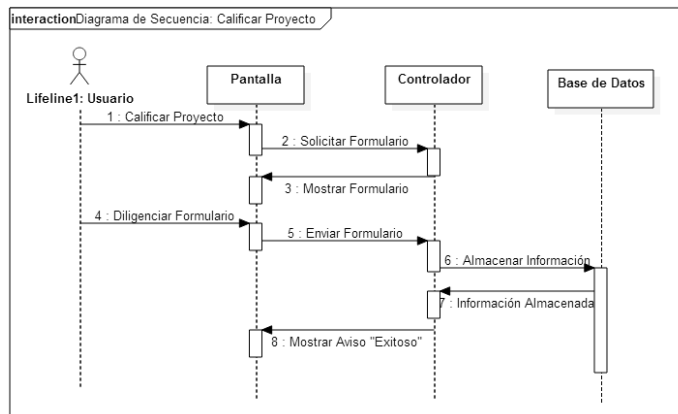 interactionDiagrama de Secuencia: Calificar Proyecto
Lifeline1: Usuario
Pantalla
Controlador
Base de Datos
1 : Calificar Proyecto
2 : Solicitar Formulario
3 : Mostrar Formulario
4 : Diligenciar Formulario
5 : Enviar Formulario
6 : Almacenar Información
7 : Información Almacenada
8 : Mostrar Aviso "Exitoso"